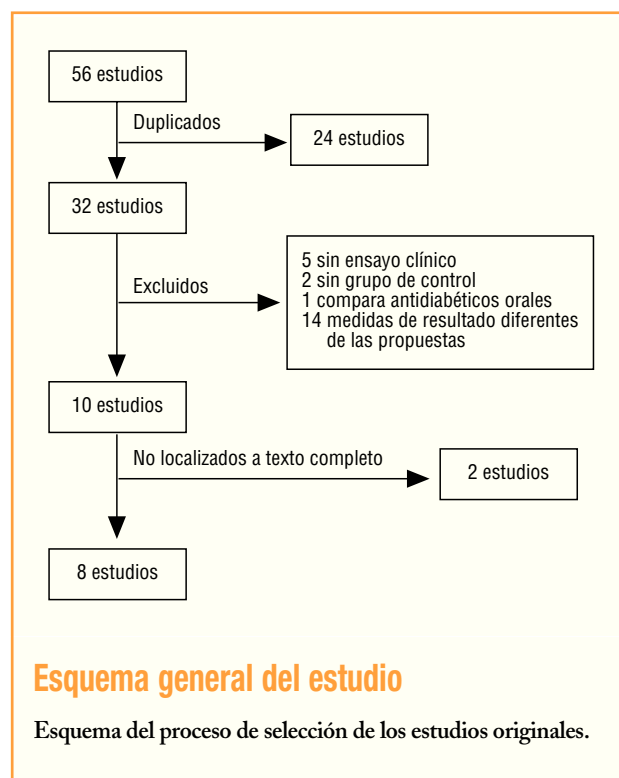 56 estudios
Duplicados
24 estudios
32 estudios
Excluidos
5 sin ensayo clínico
2 sin grupo de control
1 compara antidiabéticos orales
14 medidas de resultado diferentes
de las propuestas
10 estudios
No localizados a texto completo
2 estudios
8 estudios
Esquema general del estudio
Esquema del proceso de selección de los estudios originales.